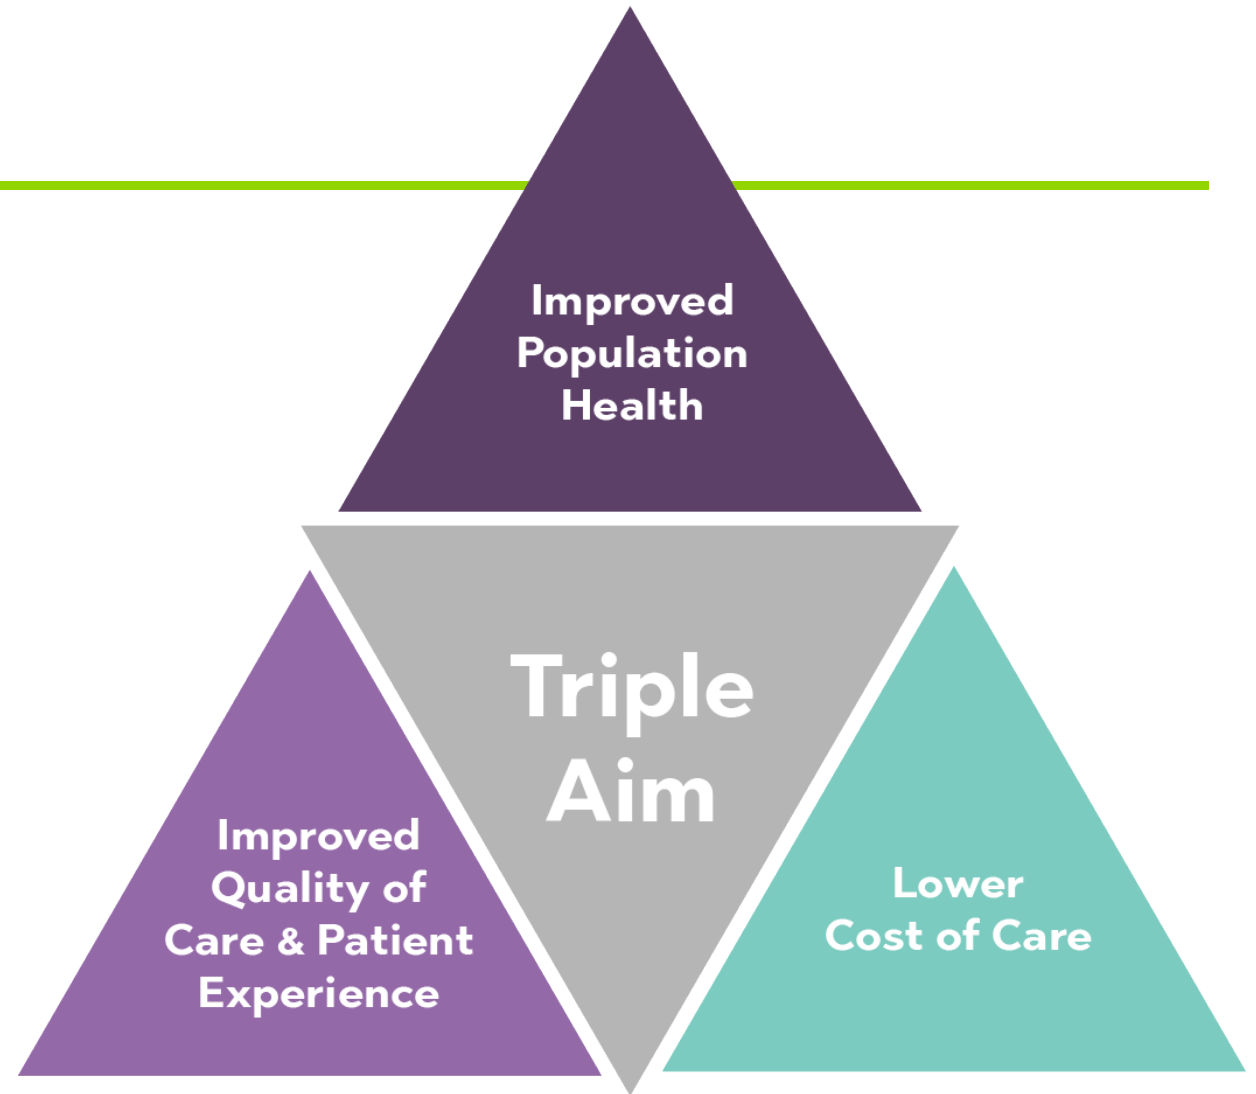 Improved
Population
Health
Triple
Aim
Improved
Quality of
Care & Patient
Experience
Lower
Cost of Care